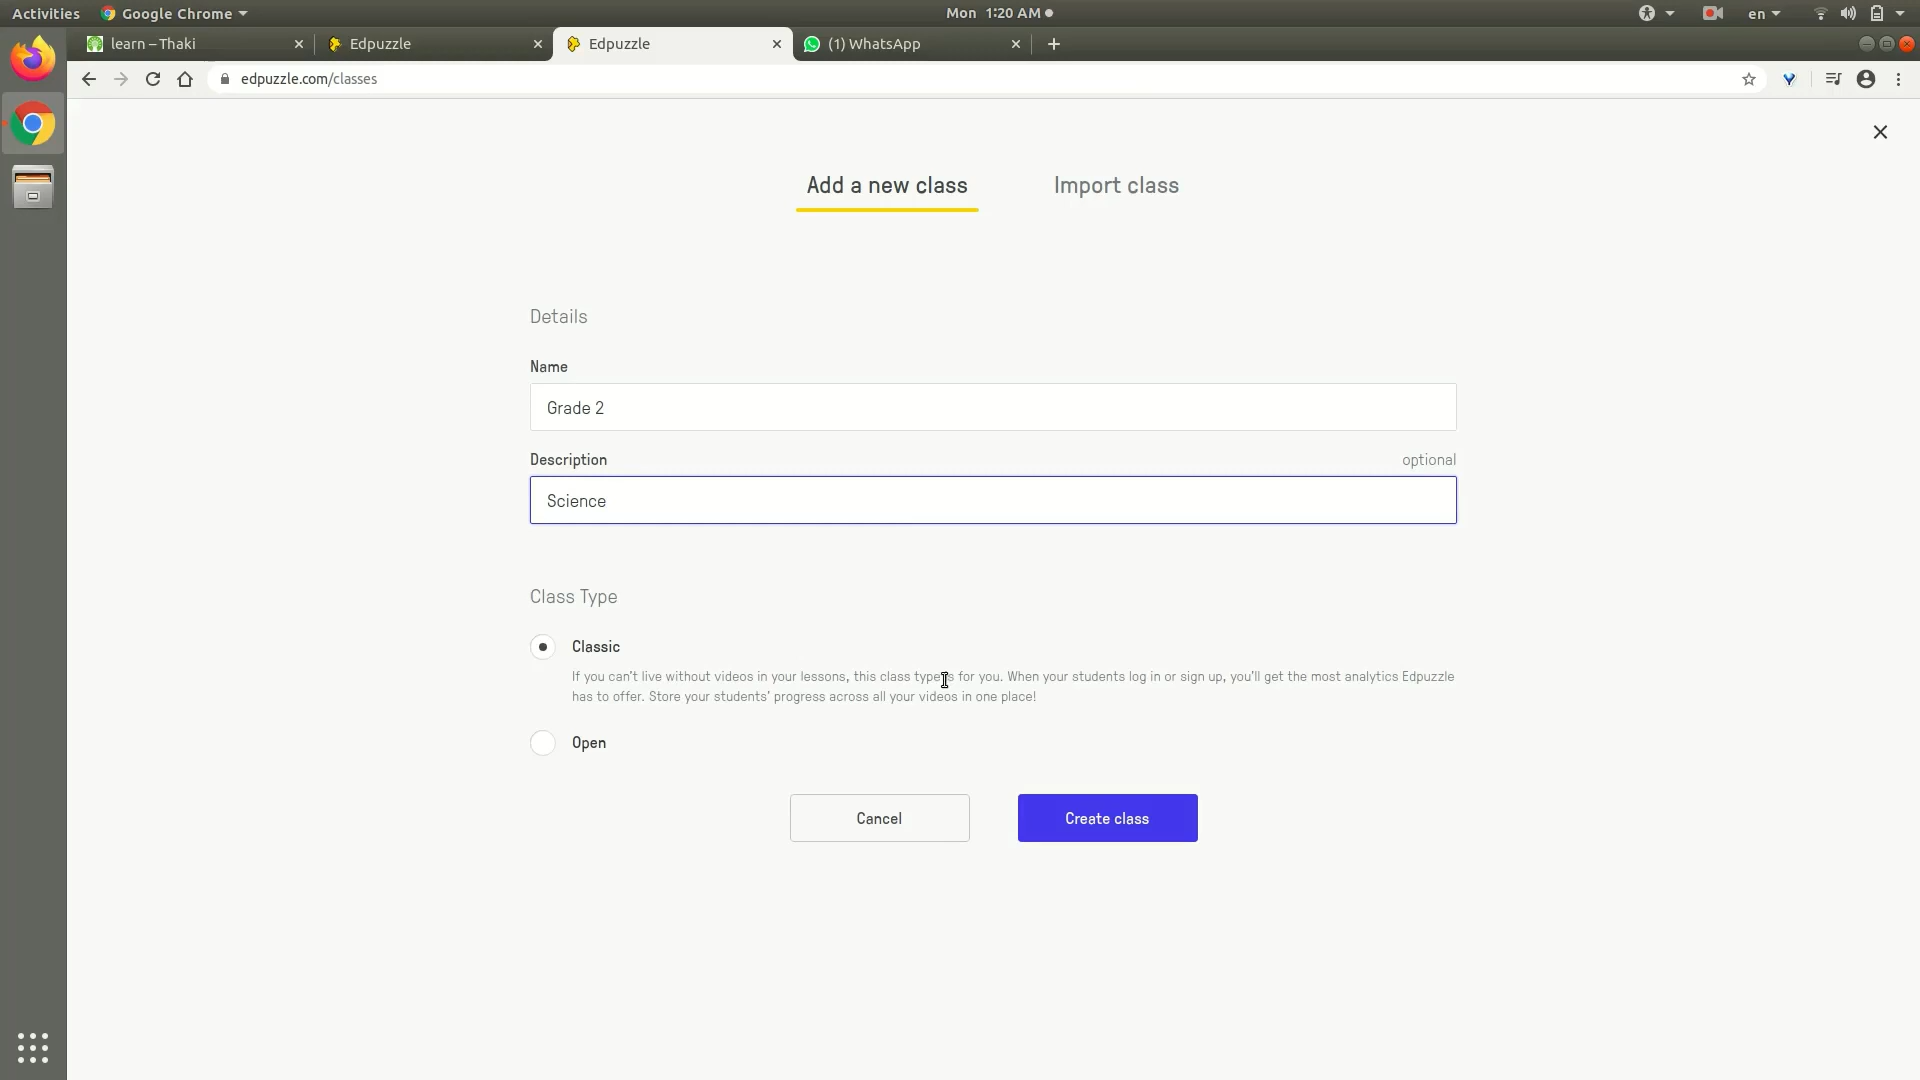 Activities
Google Chrome
Mon 1:20 AM
en
learn – Thaki
Edpuzzle
Edpuzzle
(1) WhatsApp
edpuzzle.com/classes
Add a new class
Import class
Details
Name
Grade 2
Description
optional
Science
Class Type
Classic
If you can't live without videos in your lessons, this class type is for you. When your students log in or sign up, you'll get the most analytics Edpuzzle
has to offer. Store your students' progress across all your videos in one place!
Open
Cancel
Create class